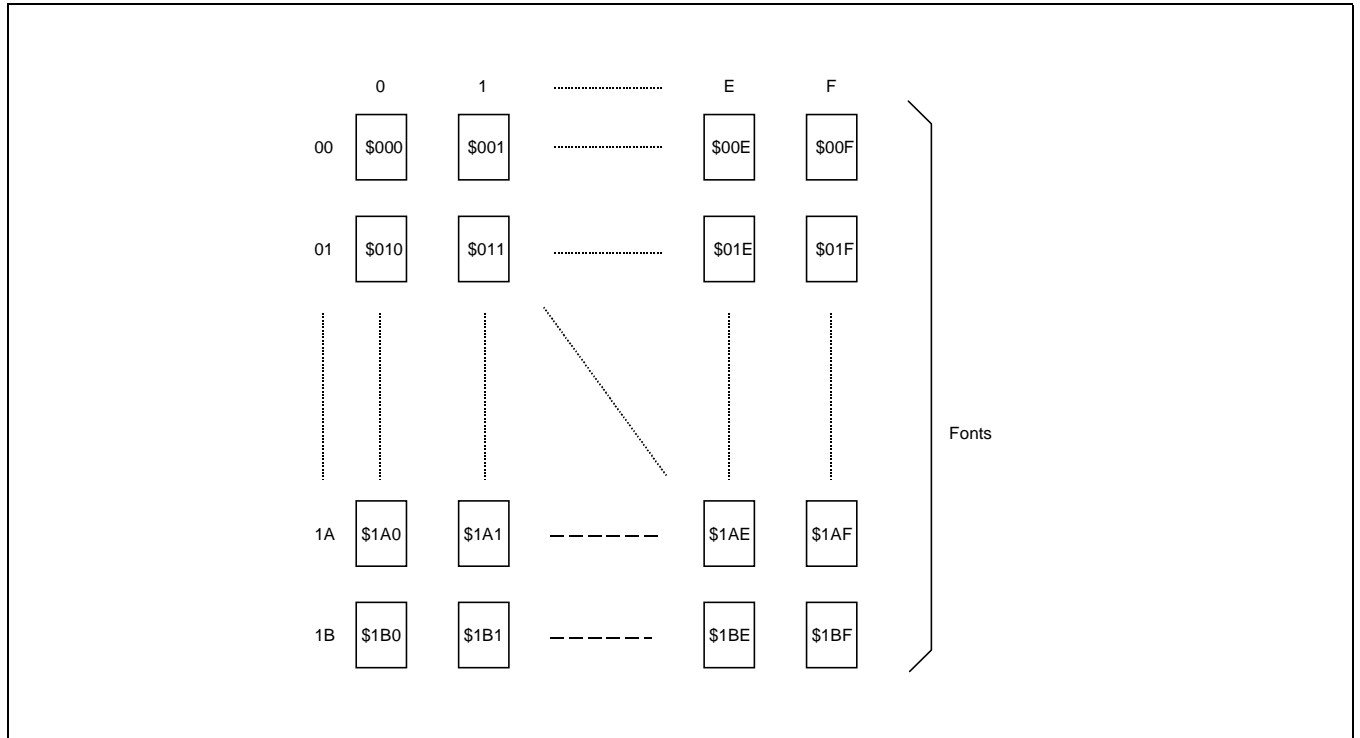 0 1 E F
00 $000 $001 $00E $00F
01 $010 $011 $01E $01F
Fonts
1A $1A0 $1A1 $1AE $1AF
1B $1B0 $1B1 $1BE $1BF